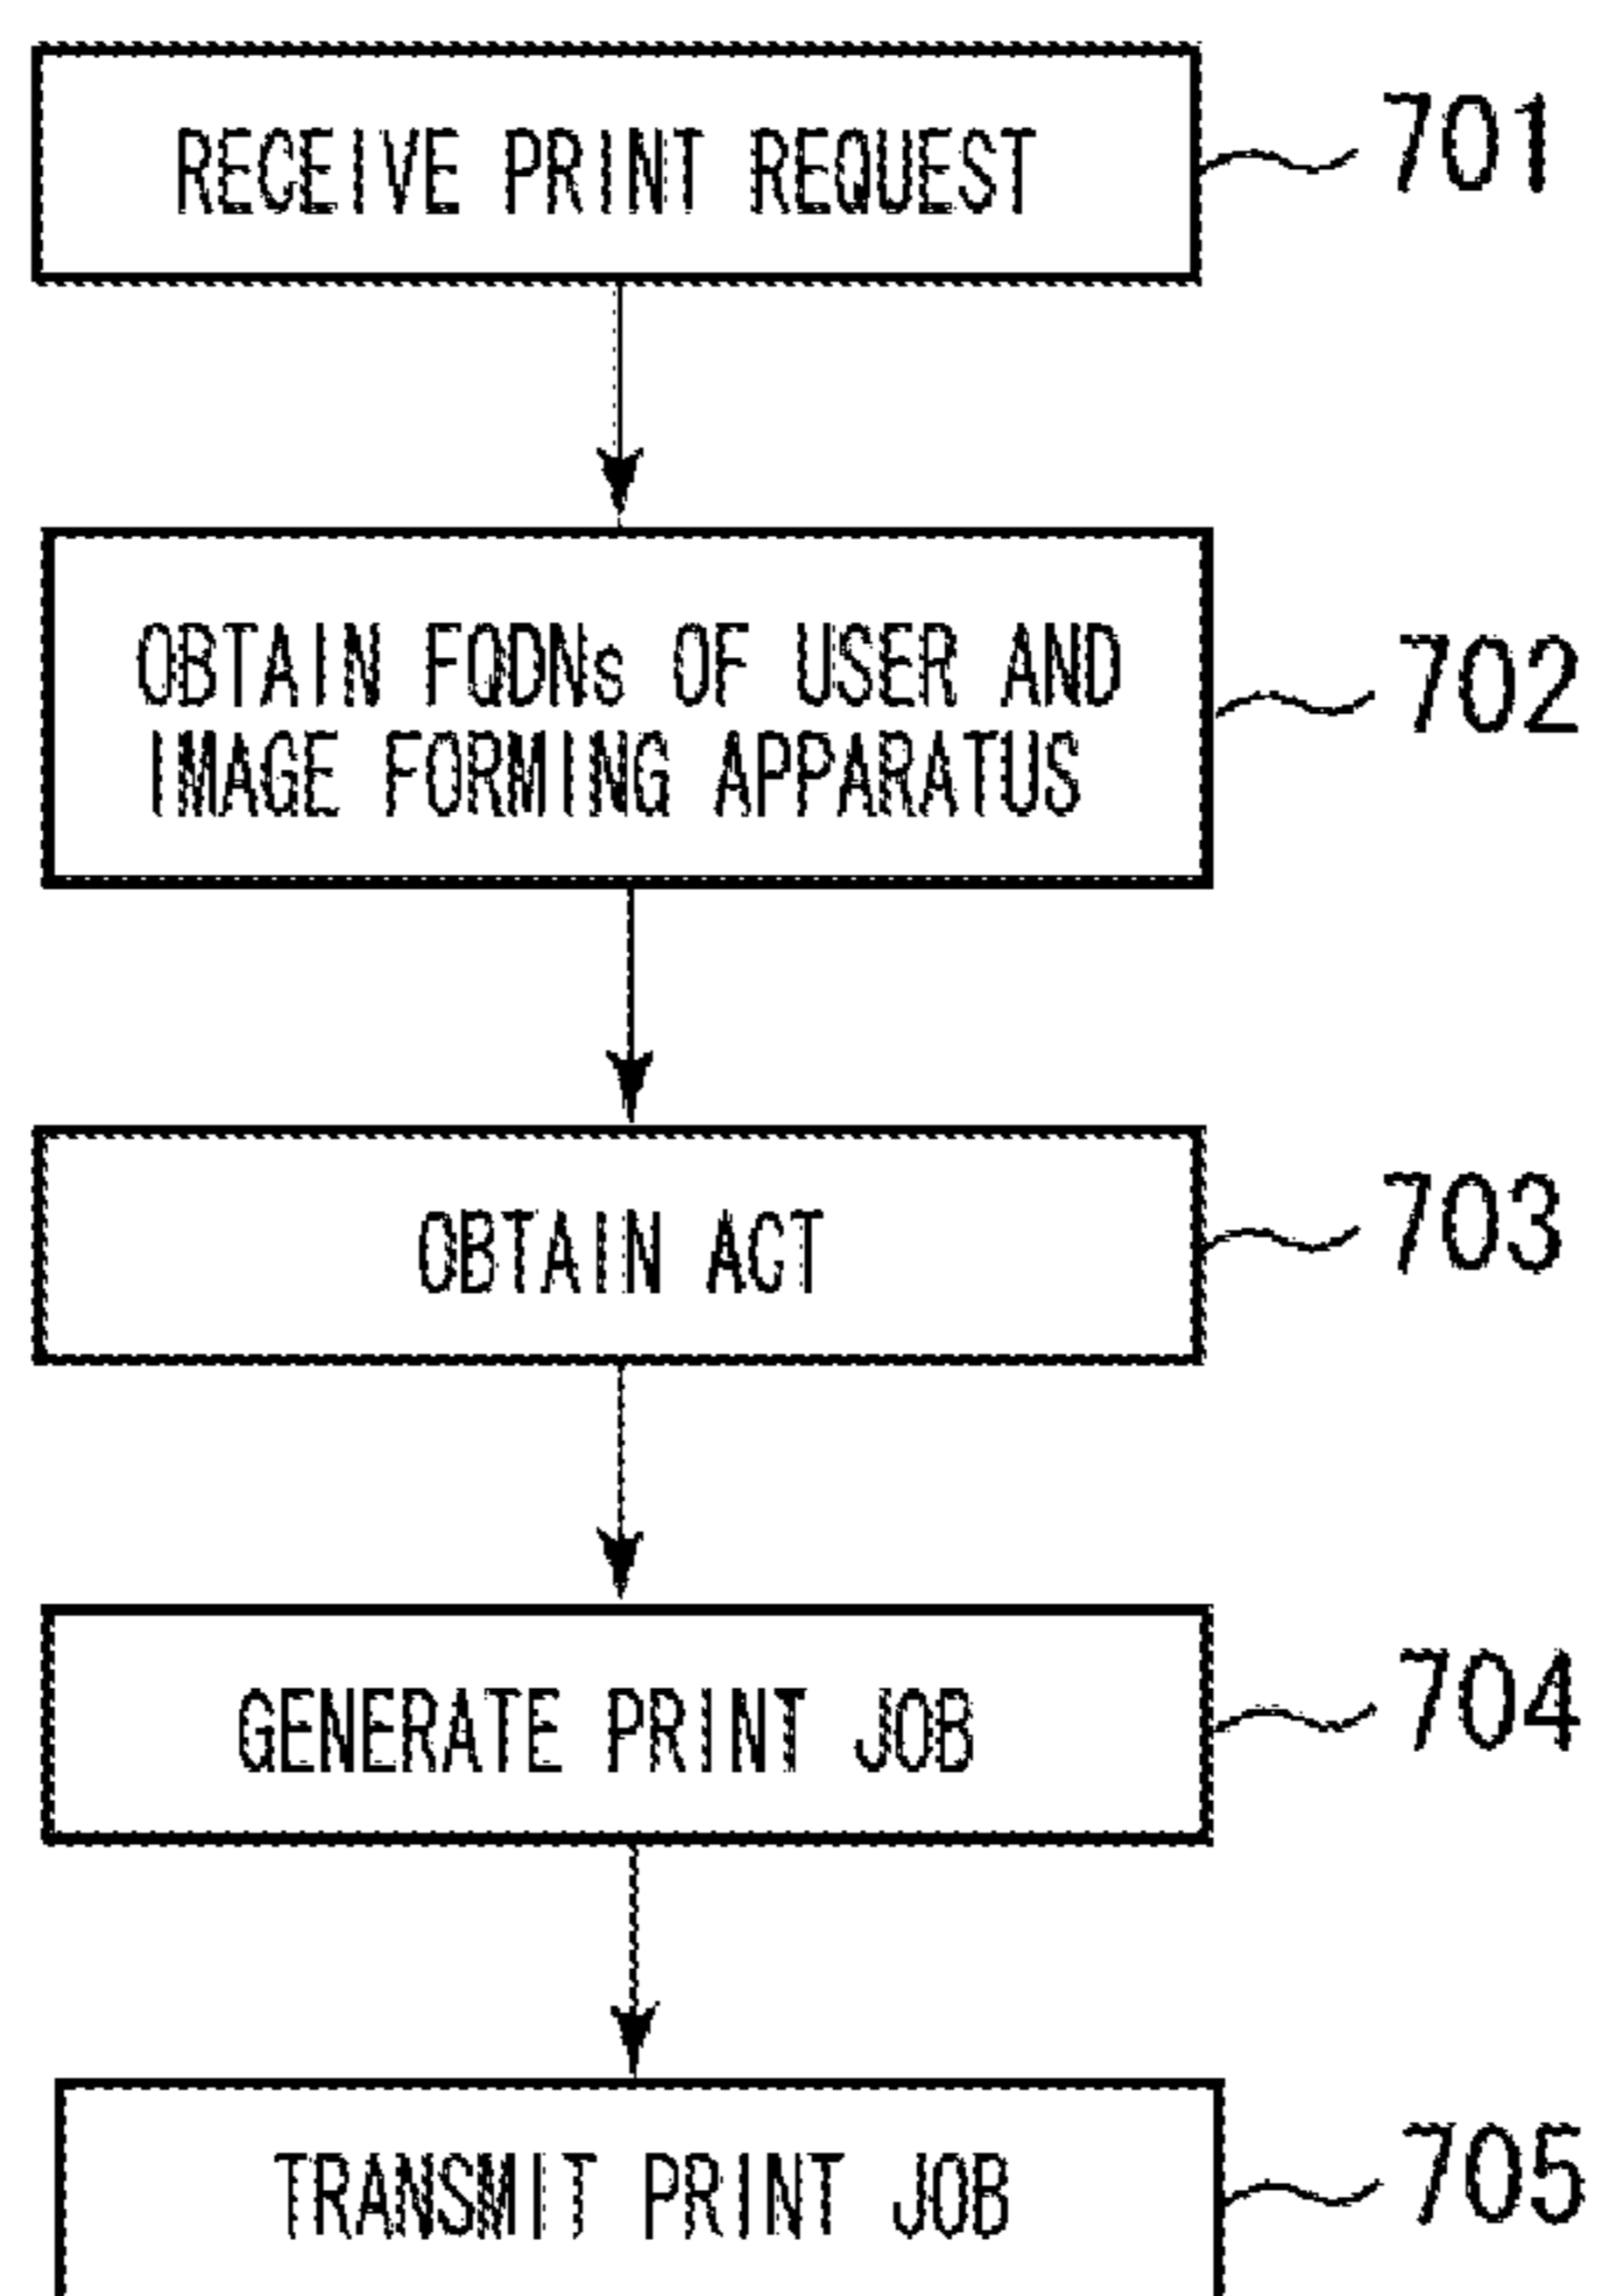 RECEIVE PRINT REQUEST
701
OBTAIN FQDNs OF USER AND
IMAGE FORMING APPARATUS
702
OBTAIN ACT
703
GENERATE PRINT JOB
704
TRANSMIT PRINT JOB
705